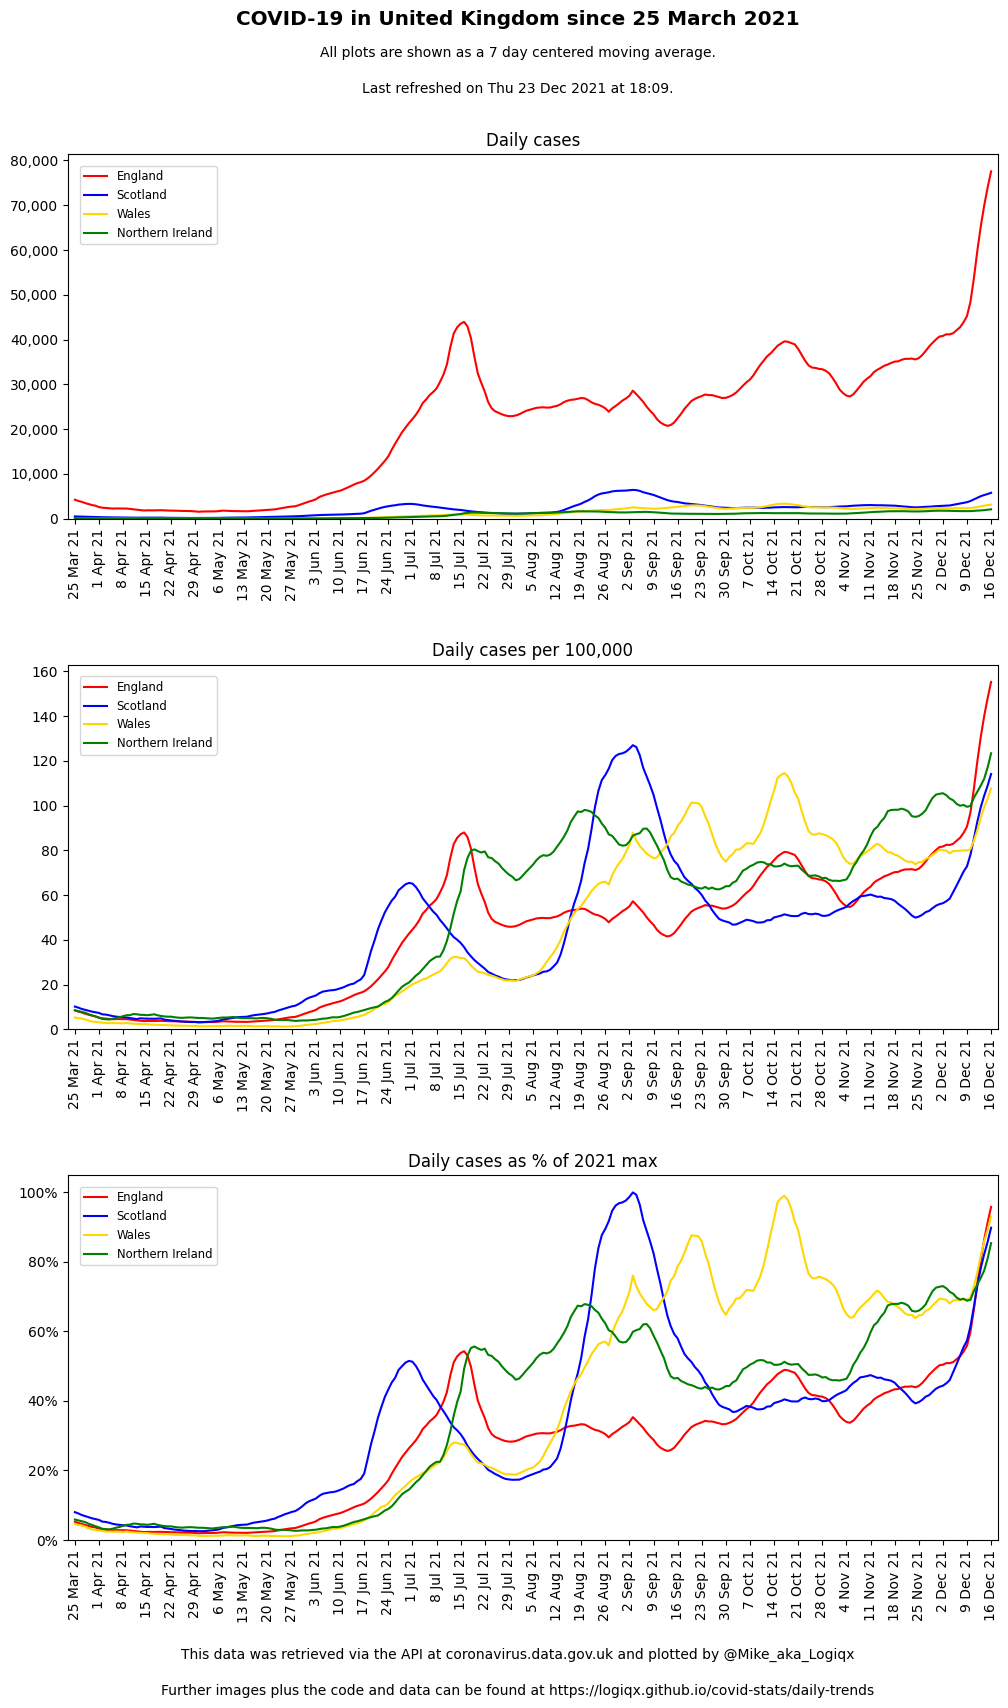 COVID-19 in United Kingdom since 25 March 2021
All plots are shown as a 7 day centered moving average.
Last refreshed on Thu 23 Dec 2021 at 18:09.
Daily cases
80,000
70,000
60,000
50,000
40,000
30,000
20,000
10,000
0
England
Scotland
Wales
Northern Ireland
25 Mar 21
1 Apr 21
8 Apr 21
15 Apr 21
22 Apr 21
29 Apr 21
6 May 21
13 May 21
20 May 21
27 May 21
3 Jun 21
10 Jun 21
17 Jun 21
24 Jun 21
1 Jul 21
8 Jul 21
15 Jul 21
22 Jul 21
29 Jul 21
5 Aug 21
12 Aug 21
19 Aug 21
26 Aug 21
2 Sep 21
9 Sep 21
16 Sep 21
23 Sep 21
30 Sep 21
7 Oct 21
14 Oct 21
21 Oct 21
28 Oct 21
4 Nov 21
11 Nov 21
18 Nov 21
25 Nov 21
2 Dec 21
9 Dec 21
16 Dec 21
Daily cases per 100,000
160
140
120
100
80
60
40
20
0
England
Scotland
Wales
Northern Ireland
25 Mar 21
1 Apr 21
8 Apr 21
15 Apr 21
22 Apr 21
29 Apr 21
6 May 21
13 May 21
20 May 21
27 May 21
3 Jun 21
10 Jun 21
17 Jun 21
24 Jun 21
1 Jul 21
8 Jul 21
15 Jul 21
22 Jul 21
29 Jul 21
5 Aug 21
12 Aug 21
19 Aug 21
26 Aug 21
2 Sep 21
9 Sep 21
16 Sep 21
23 Sep 21
30 Sep 21
7 Oct 21
14 Oct 21
21 Oct 21
28 Oct 21
4 Nov 21
11 Nov 21
18 Nov 21
25 Nov 21
2 Dec 21
9 Dec 21
16 Dec 21
Daily cases as % of 2021 max
100%
80%
60%
40%
20%
0%
England
Scotland
Wales
Northern Ireland
25 Mar 21
1 Apr 21
8 Apr 21
15 Apr 21
22 Apr 21
29 Apr 21
6 May 21
13 May 21
20 May 21
27 May 21
3 Jun 21
10 Jun 21
17 Jun 21
24 Jun 21
1 Jul 21
8 Jul 21
15 Jul 21
22 Jul 21
29 Jul 21
5 Aug 21
12 Aug 21
19 Aug 21
26 Aug 21
2 Sep 21
9 Sep 21
16 Sep 21
23 Sep 21
30 Sep 21
7 Oct 21
14 Oct 21
21 Oct 21
28 Oct 21
4 Nov 21
11 Nov 21
18 Nov 21
25 Nov 21
2 Dec 21
9 Dec 21
16 Dec 21
This data was retrieved via the API at coronavirus.data.gov.uk and plotted by @Mike_aka_Logiqx
Further images plus the code and data can be found at https://logiqx.github.io/covid-stats/daily-trends